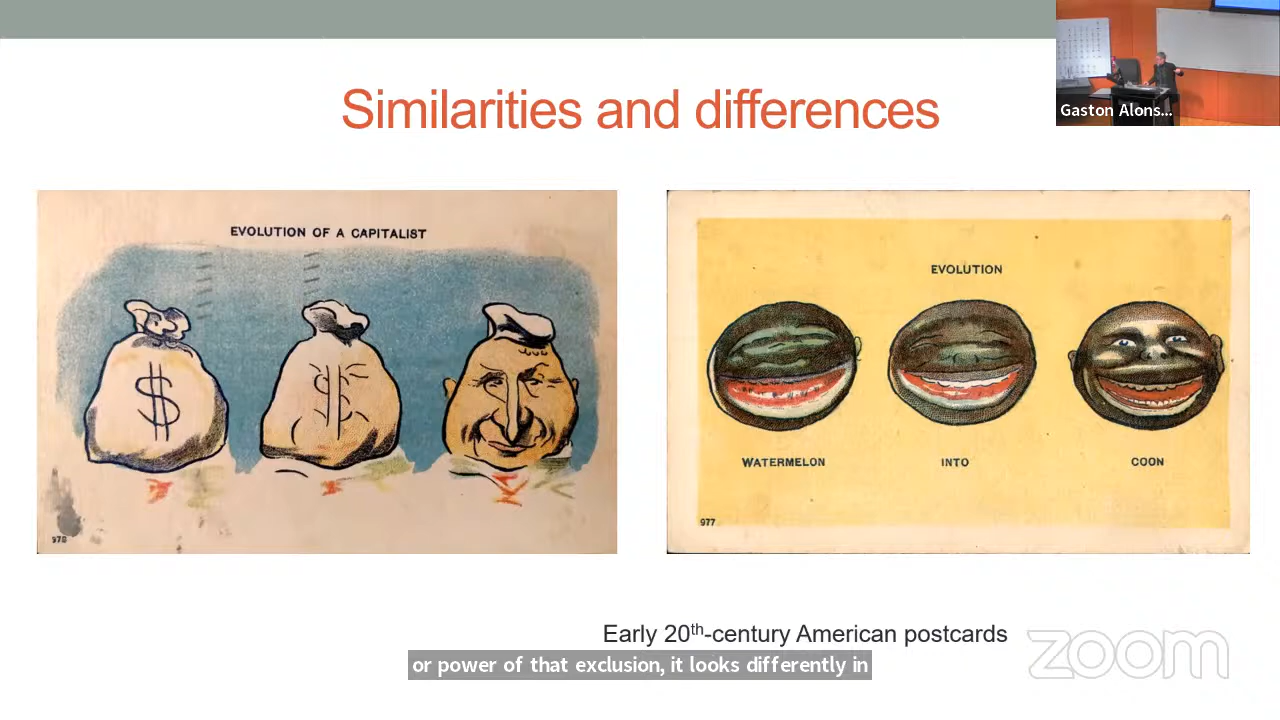 Similarities and differences
Gaston Alons...
EVOLUTION OF A CAPITALIST
$
$
EVOLUTION
WATERMELON
INTO
COON
977
Early 20th-century American postcards
or power of that exclusion, it looks differently in
zoom